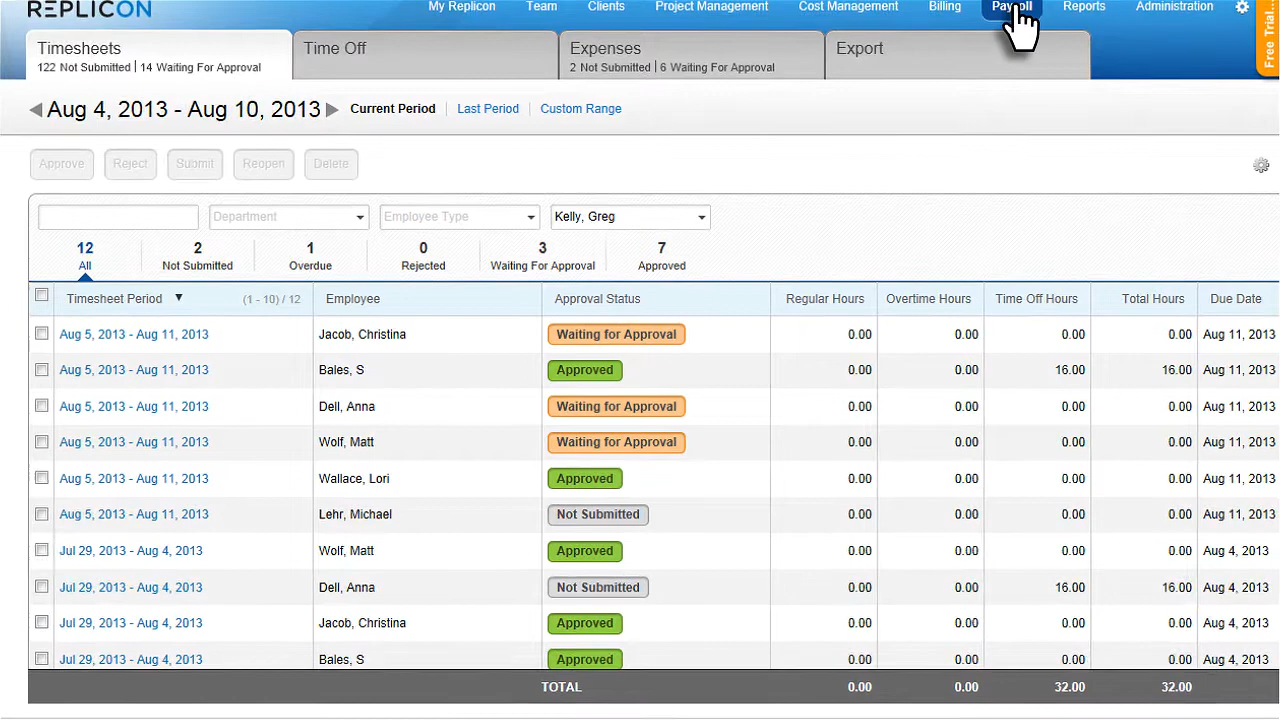 REPLICON My Replicon Team Clients Project Management Cost Management Billing Payroll Reports Administration
Free Trial...
Timesheets Time Off Expenses Export
122 Not Submitted | 14 Waiting For Approval 2 Not Submitted | 6 Waiting For Approval
Aug 4, 2013 - Aug 10, 2013 Current Period Last Period Custom Range
Approve Reject Submit Reopen Delete
Department Employee Type Kelly, Greg
12 2 1 0 3 7
All Not Submitted Overdue Rejected Waiting For Approval Approved
Timesheet Period (1 - 10) / 12 Employee Approval Status Regular Hours Overtime Hours Time Off Hours Total Hours Due Date
Aug 5, 2013 - Aug 11, 2013 Jacob, Christina Waiting for Approval 0.00 0.00 0.00 0.00 Aug 11, 2013
Aug 5, 2013 - Aug 11, 2013 Bales, S Approved 0.00 0.00 16.00 16.00 Aug 11, 2013
Aug 5, 2013 - Aug 11, 2013 Dell, Anna Waiting for Approval 0.00 0.00 0.00 0.00 Aug 11, 2013
Aug 5, 2013 - Aug 11, 2013 Wolf, Matt Waiting for Approval 0.00 0.00 0.00 0.00 Aug 11, 2013
Aug 5, 2013 - Aug 11, 2013 Wallace, Lori Approved 0.00 0.00 0.00 0.00 Aug 11, 2013
Aug 5, 2013 - Aug 11, 2013 Lehr, Michael Not Submitted 0.00 0.00 0.00 0.00 Aug 11, 2013
Jul 29, 2013 - Aug 4, 2013 Wolf, Matt Approved 0.00 0.00 0.00 0.00 Aug 4, 2013
Jul 29, 2013 - Aug 4, 2013 Dell, Anna Not Submitted 0.00 0.00 16.00 16.00 Aug 4, 2013
Jul 29, 2013 - Aug 4, 2013 Jacob, Christina Approved 0.00 0.00 0.00 0.00 Aug 4, 2013
Jul 29, 2013 - Aug 4, 2013 Bales, S Approved 0.00 0.00 0.00 0.00 Aug 4, 2013
TOTAL 0.00 0.00 32.00 32.00